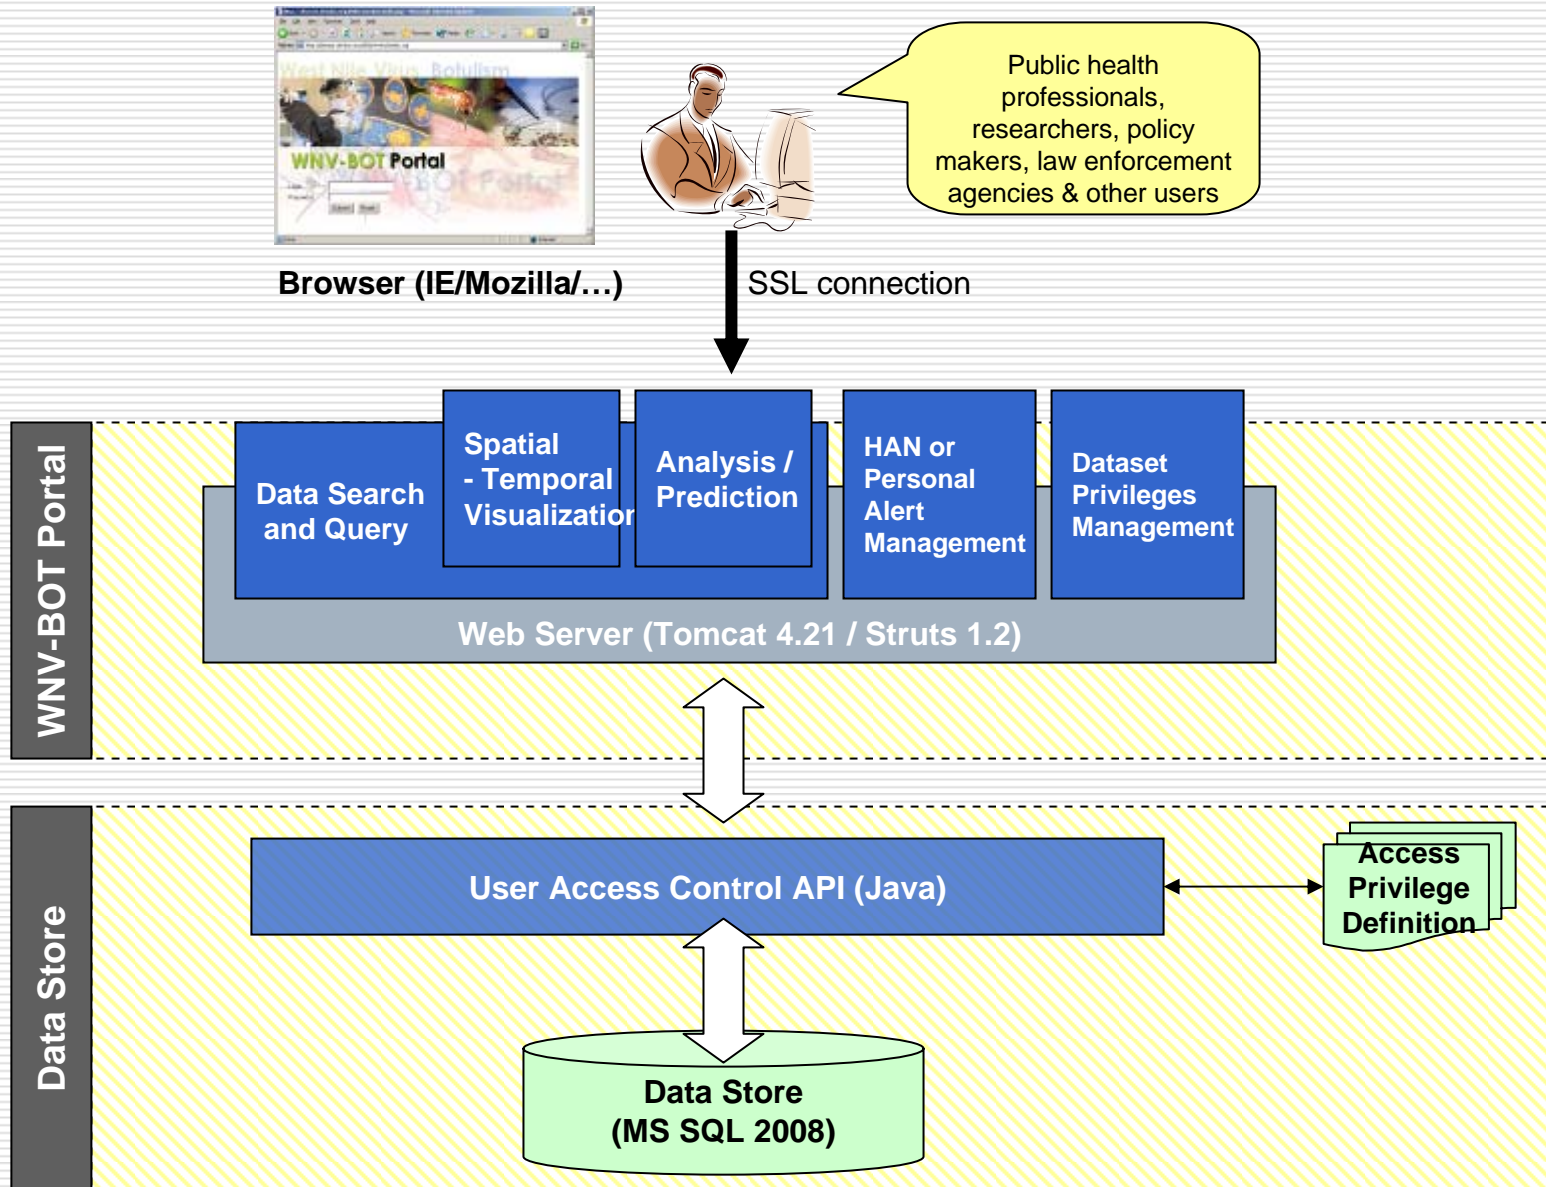 West Nile Virus Botulism
WNV-BOT Portal
Browser (IE/Mozilla/…)
SSL connection
Public health
professionals,
researchers, policy
makers, law enforcement
agencies & other users
WNV-BOT Portal
Data Search
and Query
Spatial
- Temporal
Visualization
Analysis /
Prediction
HAN or
Personal
Alert
Management
Dataset
Privileges
Management
Web Server (Tomcat 4.21 / Struts 1.2)
Data Store
User Access Control API (Java)
Access
Privilege
Definition
Data Store
(MS SQL 2008)